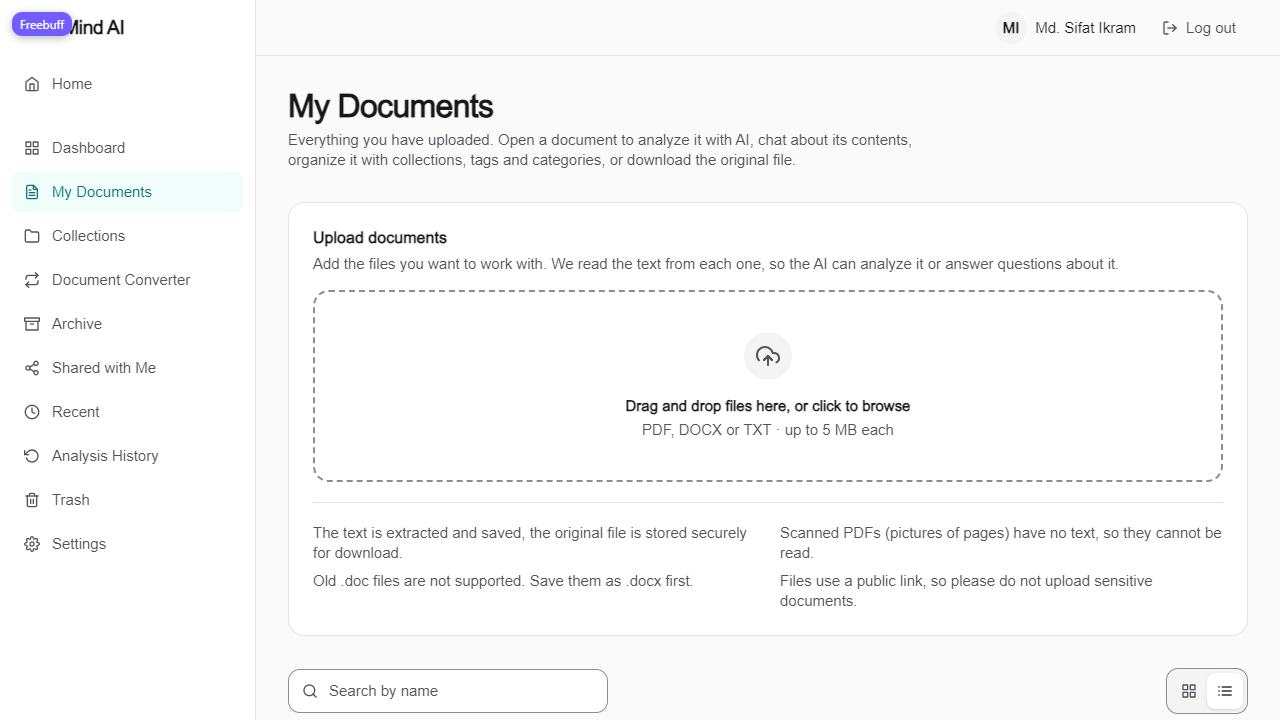 Freebuff
Mind AI
MI
Md. Sifat Ikram
Log out
Home
Dashboard
My Documents
Collections
Document Converter
Archive
Shared with Me
Recent
Analysis History
Trash
Settings
My Documents
Everything you have uploaded. Open a document to analyze it with AI, chat about its contents,
organize it with collections, tags and categories, or download the original file.
Upload documents
Add the files you want to work with. We read the text from each one, so the AI can analyze it or answer questions about it.
Drag and drop files here, or click to browse
PDF, DOCX or TXT · up to 5 MB each
The text is extracted and saved, the original file is stored securely
for download.
Old .doc files are not supported. Save them as .docx first.
Scanned PDFs (pictures of pages) have no text, so they cannot be
read.
Files use a public link, so please do not upload sensitive
documents.
Search by name